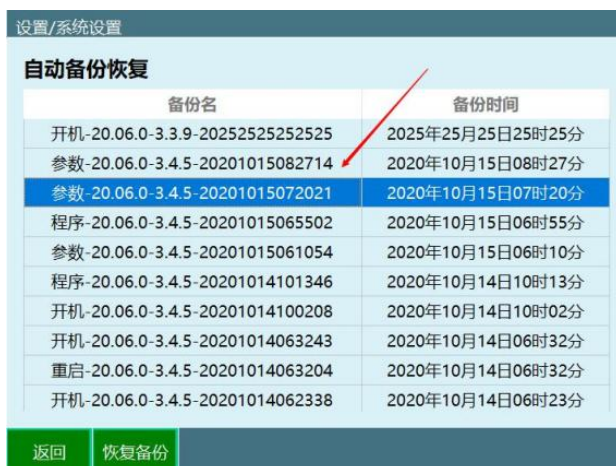 设置/系统设置
自动备份恢复
备份名 备份时间
开机-20.06.0-3.3.9-202525252525 2025年25月25日25时25分
参数-20.06.0-3.4.5-20201015082714 2020年10月15日08时27分
参数-20.06.0-3.4.5-20201015072021 2020年10月15日07时20分
程序-20.06.0-3.4.5-20201015065502 2020年10月15日06时55分
参数-20.06.0-3.4.5-20201015061054 2020年10月15日06时10分
程序-20.06.0-3.4.5-20201014101346 2020年10月14日10时13分
开机-20.06.0-3.4.5-20201014100208 2020年10月14日10时02分
开机-20.06.0-3.4.5-20201014063243 2020年10月14日06时32分
重启-20.06.0-3.4.5-20201014063204 2020年10月14日06时32分
开机-20.06.0-3.4.5-20201014062338 2020年10月14日06时23分
返回 恢复备份